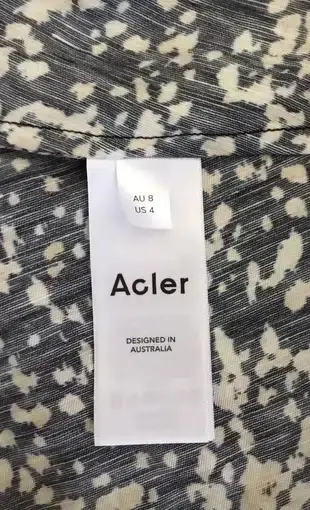 AU 8
US 4
Acler
DESIGNED IN
AUSTRALIA